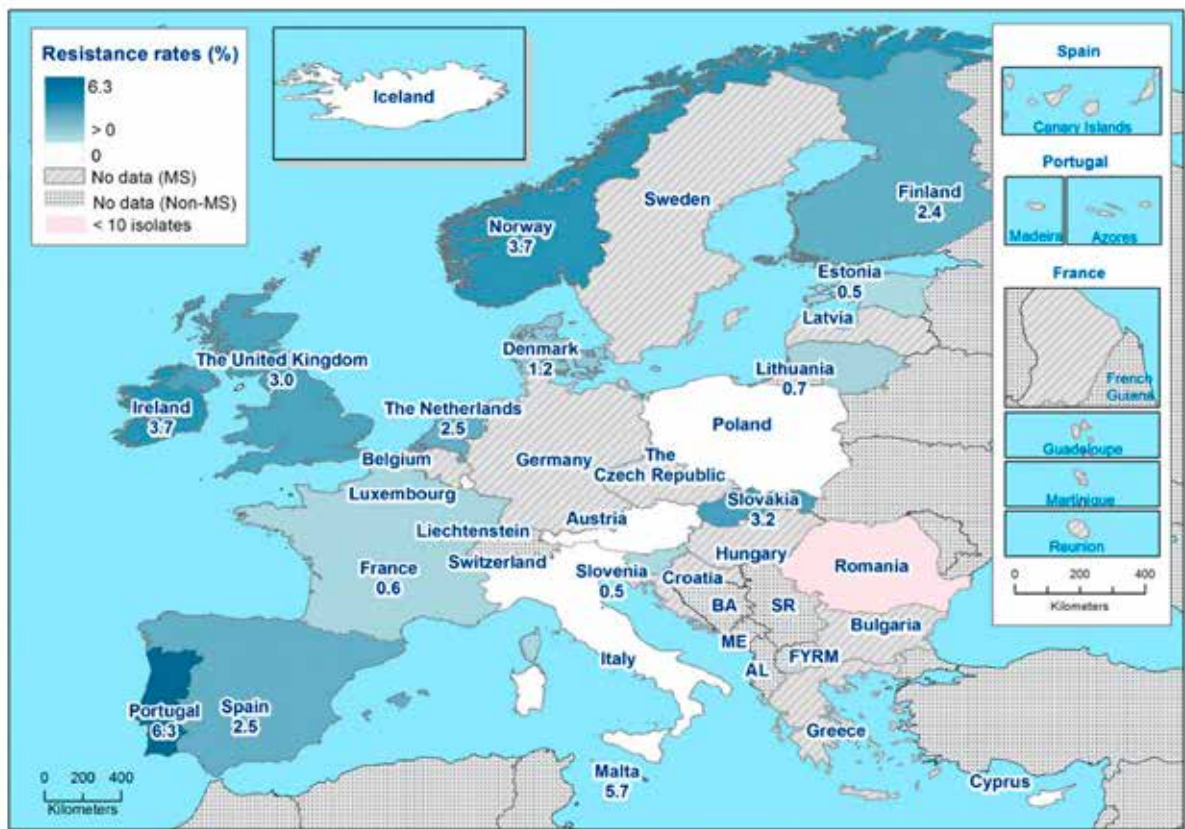 Resistance rates (%)
6.3
> 0
0
No data (MS)
No data (Non-MS)
< 10 isolates
Iceland
Spain
Canary Islands
Portugal
Madeira
Azores
France
French
Guiana
Guadeloupe
Martinique
Reunion
0 200 400
Kilometers
Sweden
Finland
2.4
Norway
3.7
Estonia
0.5
Latvia
Denmark
1.2
Lithuania
0.7
The United Kingdom
3.0
Ireland
3.7
The Netherlands
2.5
Belgium
Germany
Poland
The
Czech Republic
Luxembourg
Slovakia
3.2
Liechtenstein
Austria
Switzerland
Hungary
Romania
France
0.6
Slovenia
0.5
Croatia
BA
SR
Bulgaria
ME
Italy
AL
FYRM
Portugal
6.3
Spain
2.5
Greece
Malta
5.7
Cyprus
0 200 400
Kilometers